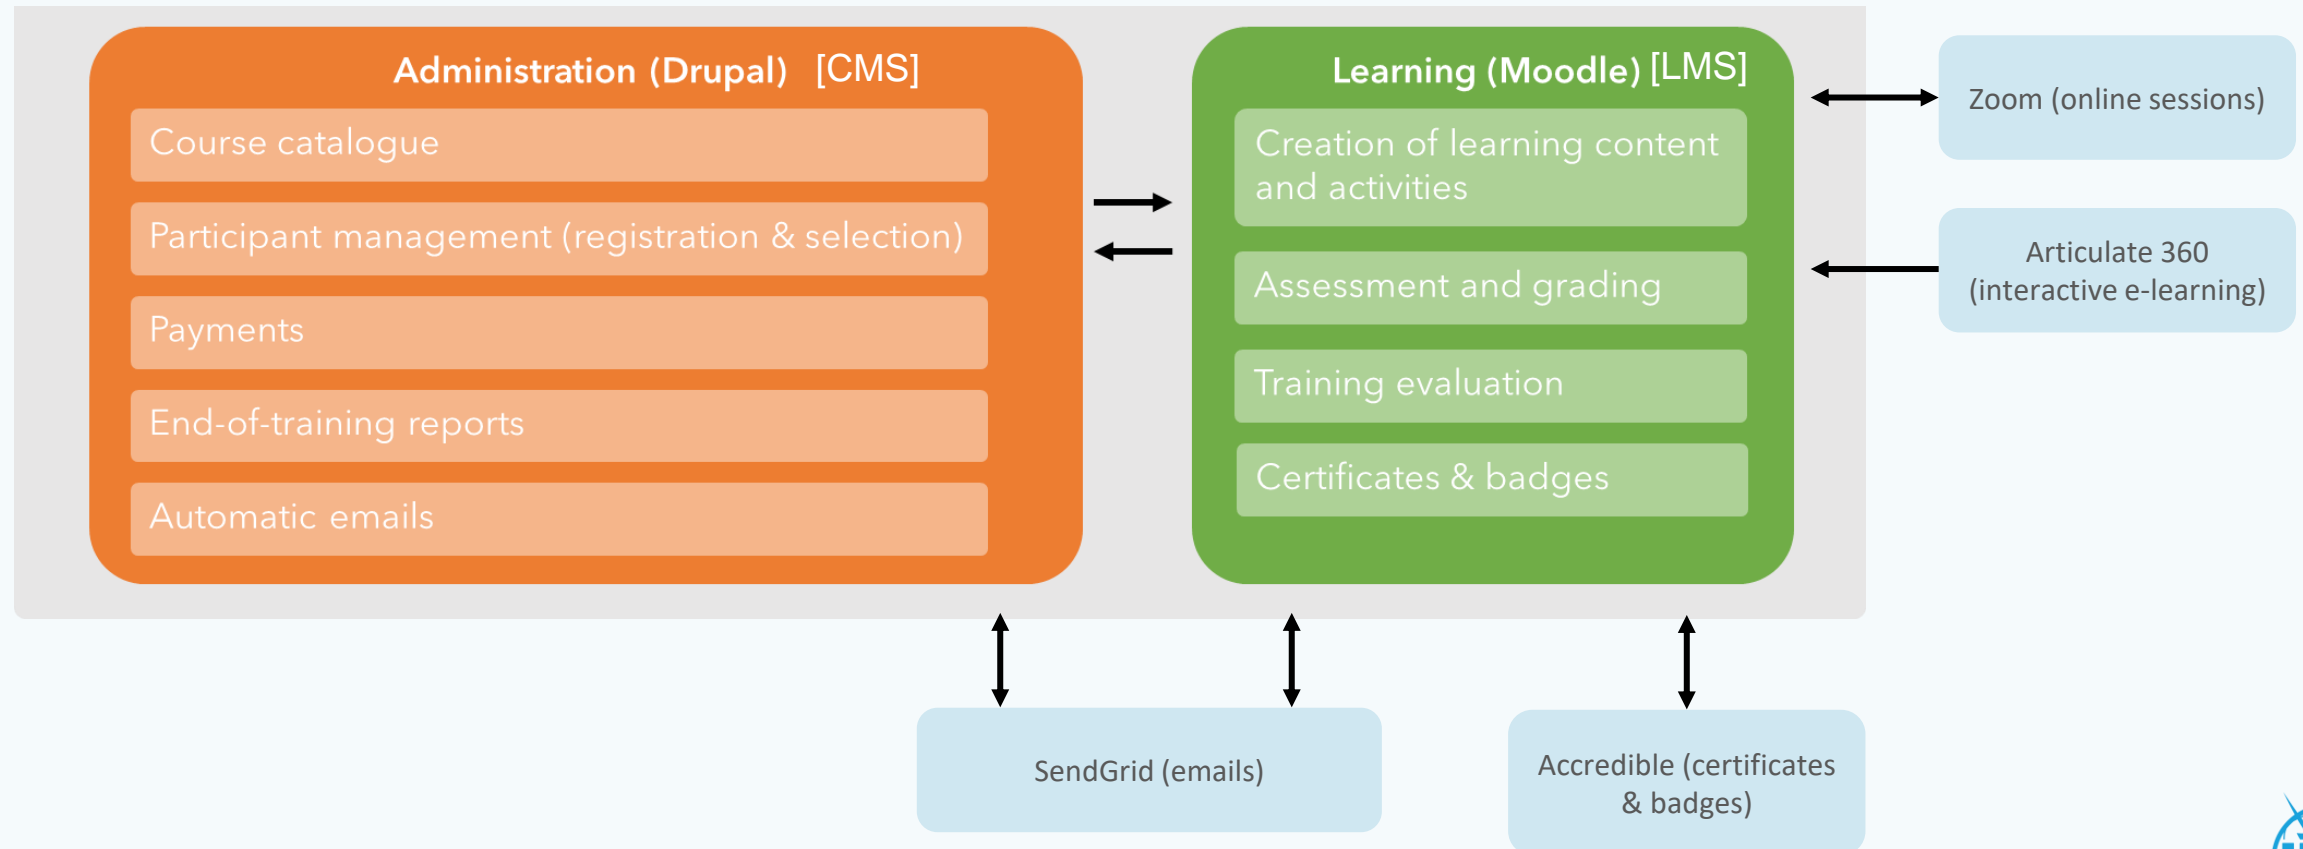 Administration (Drupal) [CMS]
Course catalogue
Participant management (registration & selection)
Payments
End-of-training reports
Automatic emails
Learning (Moodle) [LMS]
Creation of learning content
and activities
Assessment and grading
Training evaluation
Certificates & badges
Zoom (online sessions)
Articulate 360
(interactive e-learning)
SendGrid (emails)
Accredible (certificates
& badges)